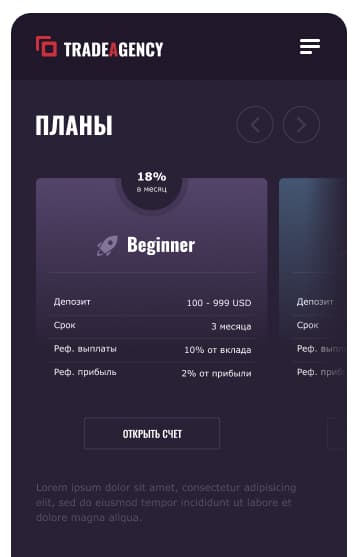 TRADEAGENCY
ПЛАНЫ
18%
в месяц
Beginner
Депозит 100 - 999 USD
Срок 3 месяца
Реф. выплаты 10% от вклада
Реф. прибыль 2% от прибыли
ОТКРЫТЬ СЧЕТ
Депозит
Срок
Реф.
Реф.
Lorem ipsum dolor sit amet, consectetur adipisicing
elit, sed do eiusmod tempor incididunt ut labore et
dolore magna aliqua.